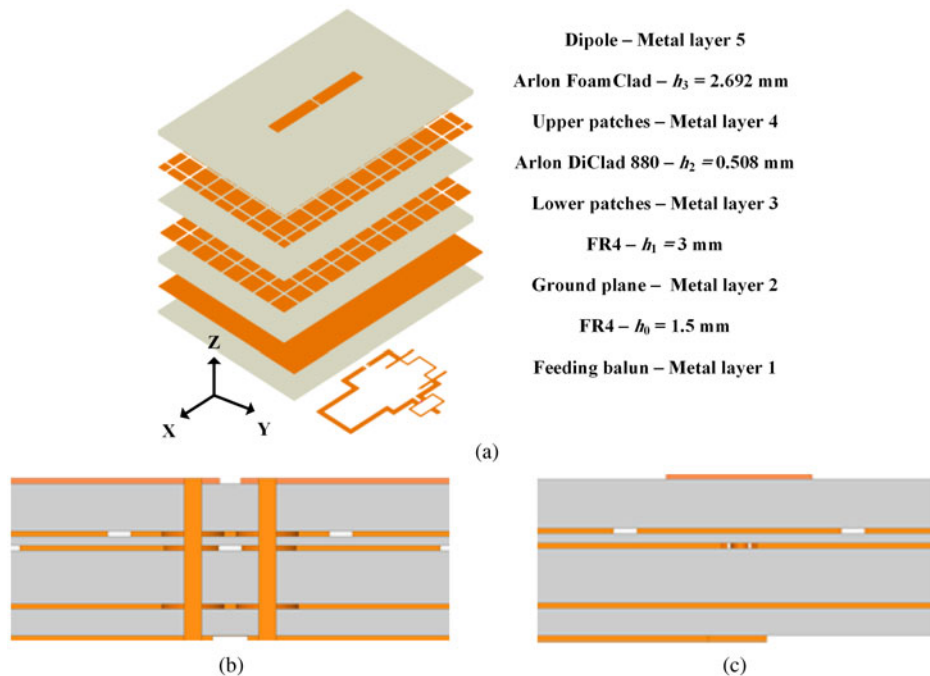 Dipole – Metal layer 5
Arlon FoamClad – h3 = 2.692 mm
Upper patches – Metal layer 4
Arlon DiClad 880 – h2 = 0.508 mm
Lower patches – Metal layer 3
FR4 – h1 = 3 mm
Ground plane – Metal layer 2
FR4 – h0 = 1.5 mm
Feeding balun – Metal layer 1
Z
X
Y
(a)
(b)
(c)